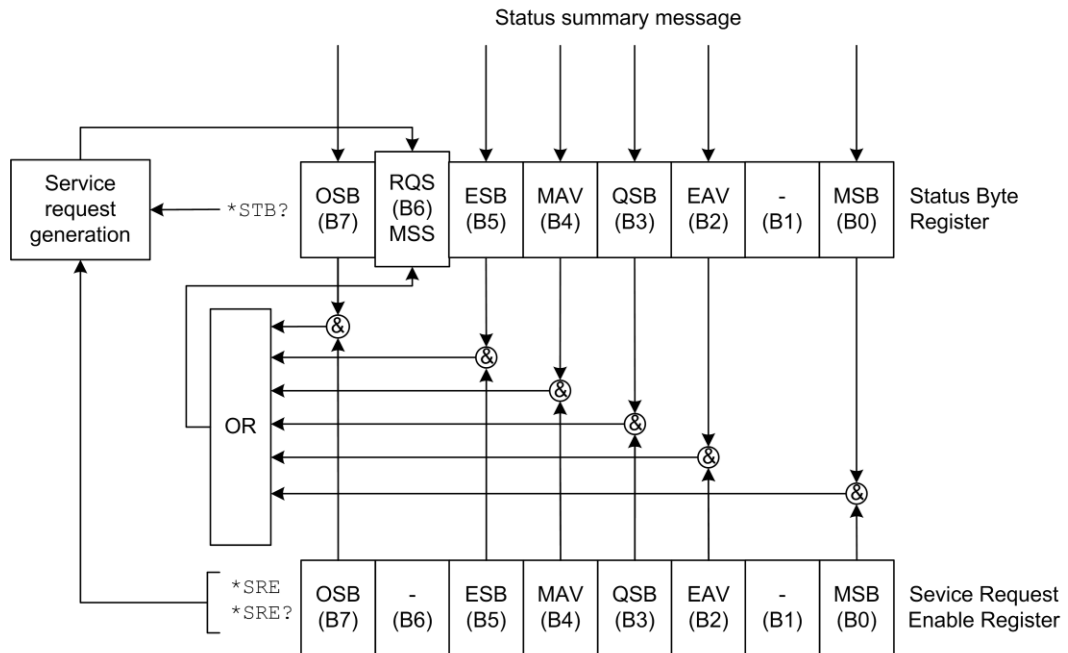 Status summary message
Service
request
generation
*STB?
OSB
(B7)
RQS
(B6)
MSS
ESB
(B5)
MAV
(B4)
QSB
(B3)
EAV
(B2)
-
(B1)
MSB
(B0)
Status Byte
Register
&
&
&
&
&
&
OR
*SRE
*SRE?
OSB
(B7)
-
(B6)
ESB
(B5)
MAV
(B4)
QSB
(B3)
EAV
(B2)
-
(B1)
MSB
(B0)
Sevice Request
Enable Register